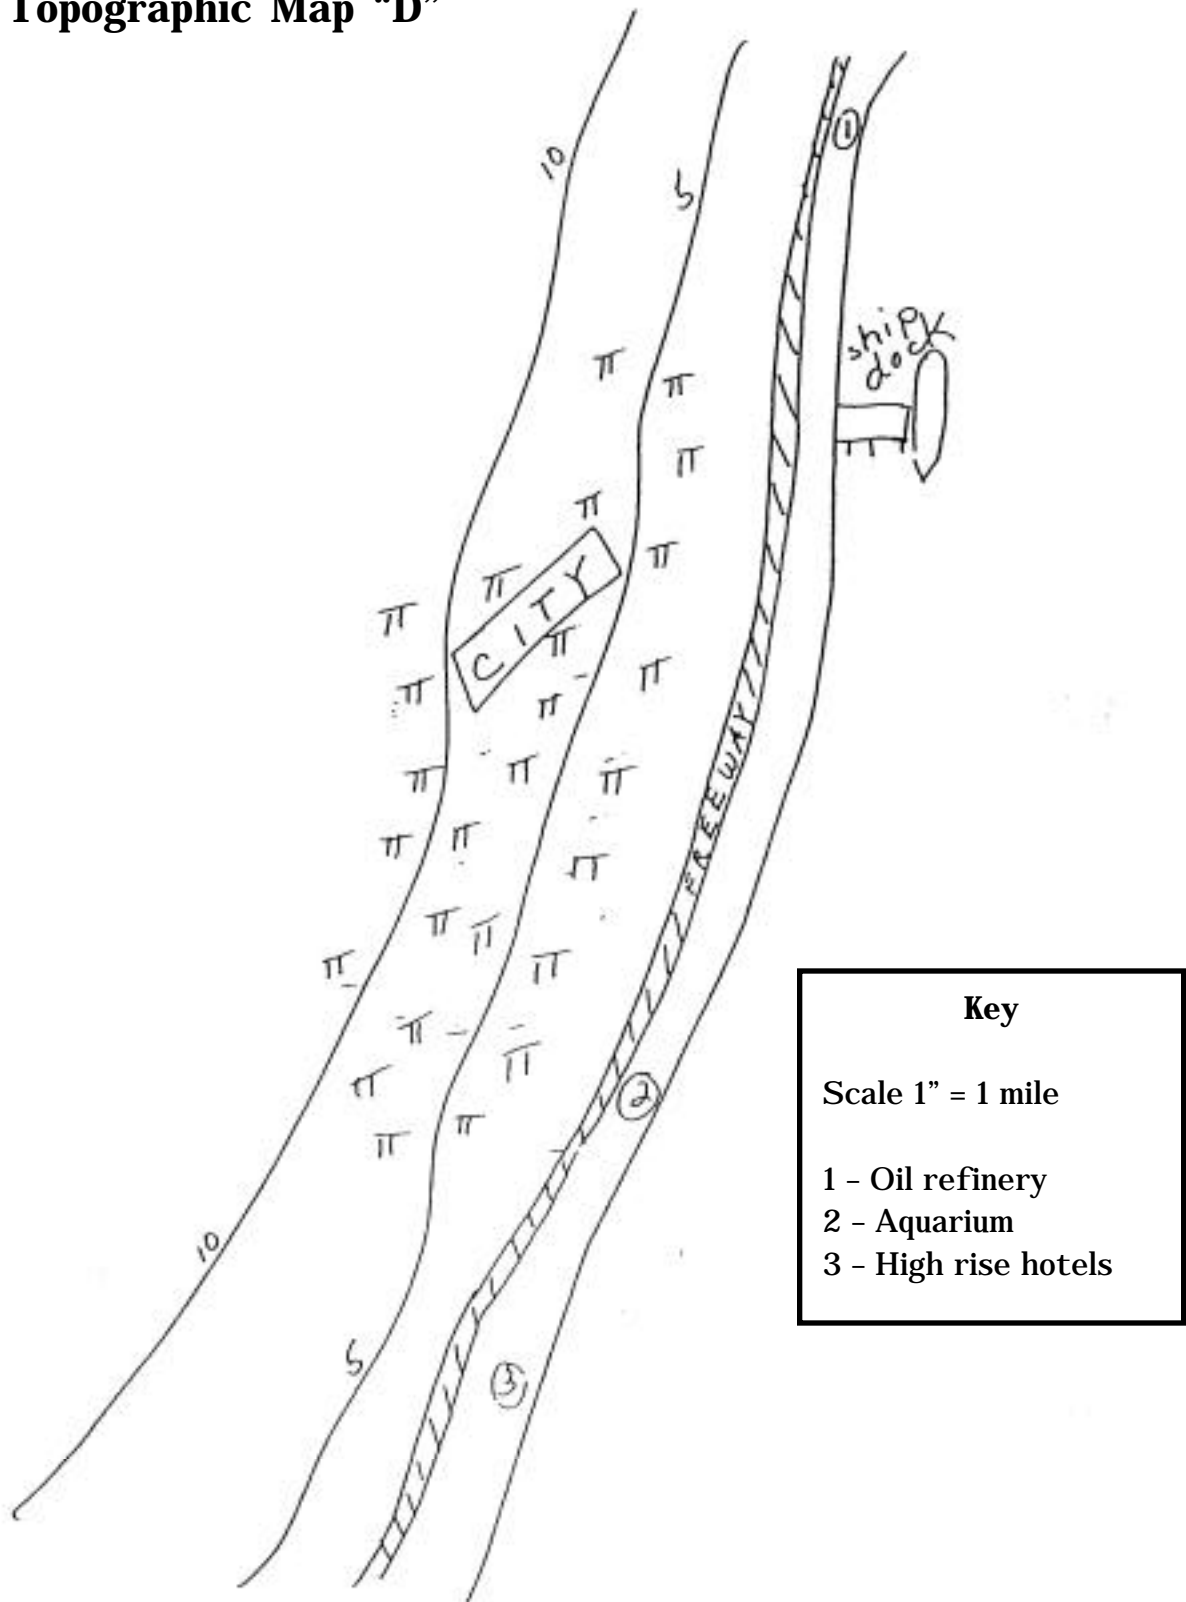 Topographic Map “D”
10
5
1
ship
dock
CITY
FREEWAY
2
10
5
3
Key
Scale 1” = 1 mile
1 – Oil refinery
2 – Aquarium
3 – High rise hotels